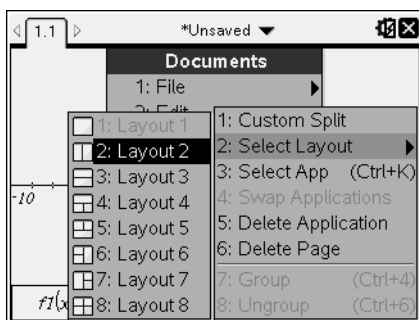 1.1 *Unsaved
Documents
1: File
2: Edit
1: Layout 1
2: Layout 2
3: Layout 3
4: Layout 4
5: Layout 5
6: Layout 6
7: Layout 7
8: Layout 8
1: Custom Split
2: Select Layout
3: Select App (Ctrl+K)
4: Swap Applications
5: Delete Application
6: Delete Page
7: Group (Ctrl+4)
8: Ungroup (Ctrl+6)
-10
f1(x